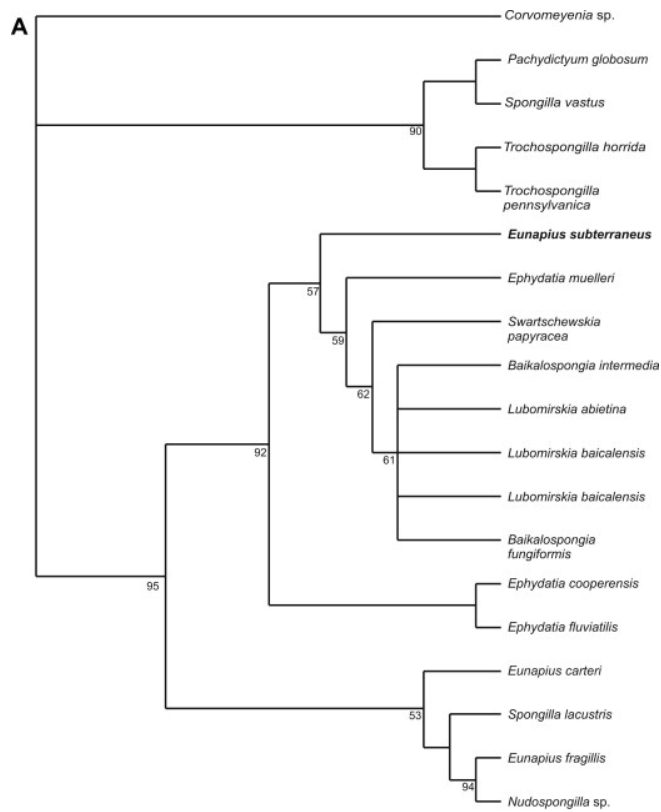 Corvomeyenia sp.
A
Pachydictyum globosum
Spongilla vastus
90
Trochospongilla horrida
Trochospongilla
pennsylvanica
Eunapius subterraneus
57
Ephydatia muelleri
59
Swartschewskia
papyracea
Baikalospongia intermedia
62
Lubomirskia abietina
92
61
Lubomirskia baicalensis
Lubomirskia baicalensis
Baikalospongia
fungiformis
95
Ephydatia cooperensis
Ephydatia fluviatilis
Eunapius carteri
53
Spongilla lacustris
Eunapius fragillis
94
Nudospongilla sp.